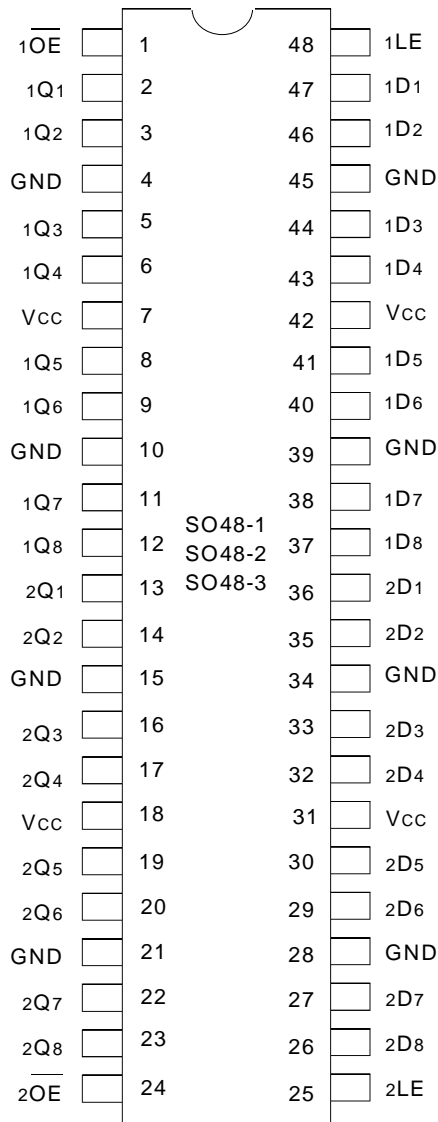 1OE 1 48 1LE
1Q1 2 47 1D1
1Q2 3 46 1D2
GND 4 45 GND
1Q3 5 44 1D3
1Q4 6 43 1D4
VCC 7 42 VCC
1Q5 8 41 1D5
1Q6 9 40 1D6
GND 10 39 GND
1Q7 11 38 1D7
SO48-1
1Q8 12 37 1D8
SO48-2
2Q1 13 SO48-3 36 2D1
2Q2 14 35 2D2
GND 15 34 GND
2Q3 16 33 2D3
2Q4 17 32 2D4
VCC 18 31 VCC
2Q5 19 30 2D5
2Q6 20 29 2D6
GND 21 28 GND
2Q7 22 27 2D7
2Q8 23 26 2D8
2OE 24 25 2LE